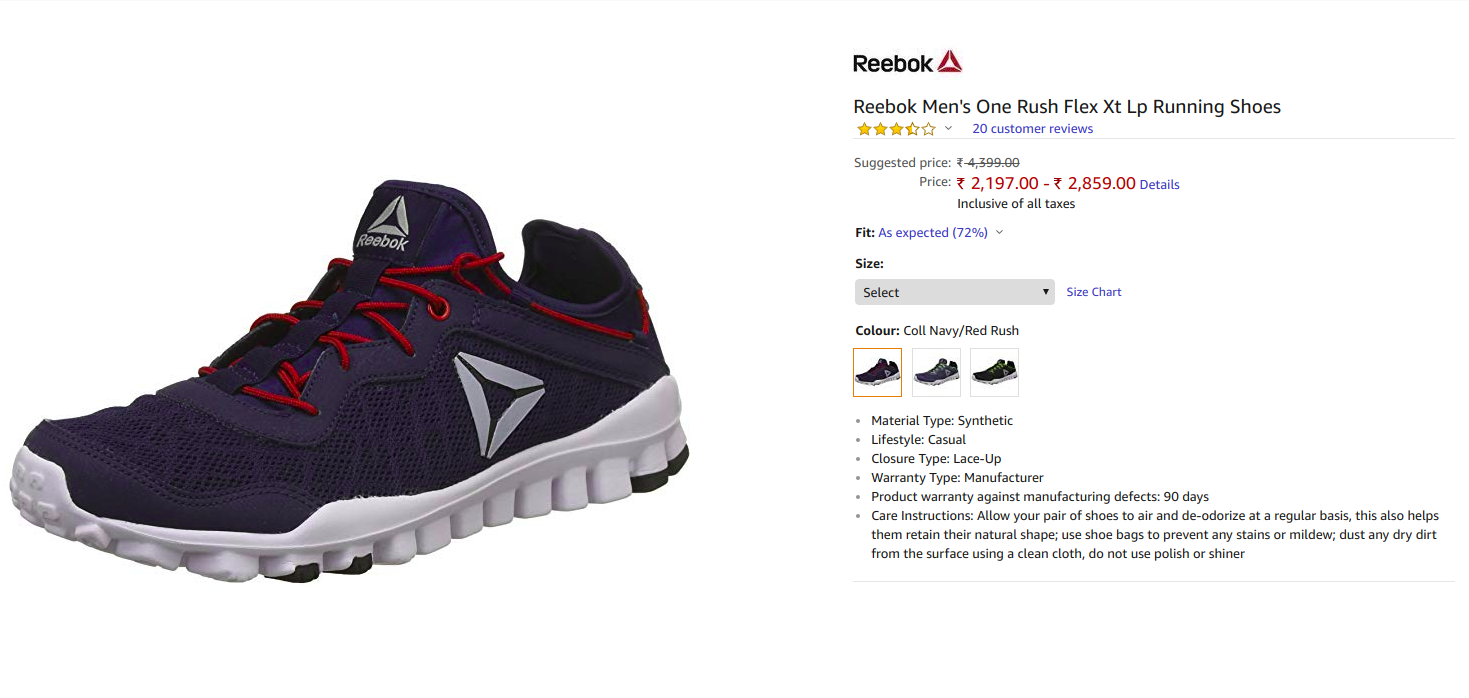 Reebok
Reebok
Reebok Men's One Rush Flex Xt Lp Running Shoes
20 customer reviews
Suggested price: ₹ 4,399.00
Price: ₹ 2,197.00 - ₹ 2,859.00 Details
Inclusive of all taxes
Fit: As expected (72%)
Size:
Select Size Chart
Colour: Coll Navy/Red Rush
Material Type: Synthetic
Lifestyle: Casual
Closure Type: Lace-Up
Warranty Type: Manufacturer
Product warranty against manufacturing defects: 90 days
Care Instructions: Allow your pair of shoes to air and de-odorize at a regular basis, this also helps
them retain their natural shape; use shoe bags to prevent any stains or mildew; dust any dry dirt
from the surface using a clean cloth, do not use polish or shiner